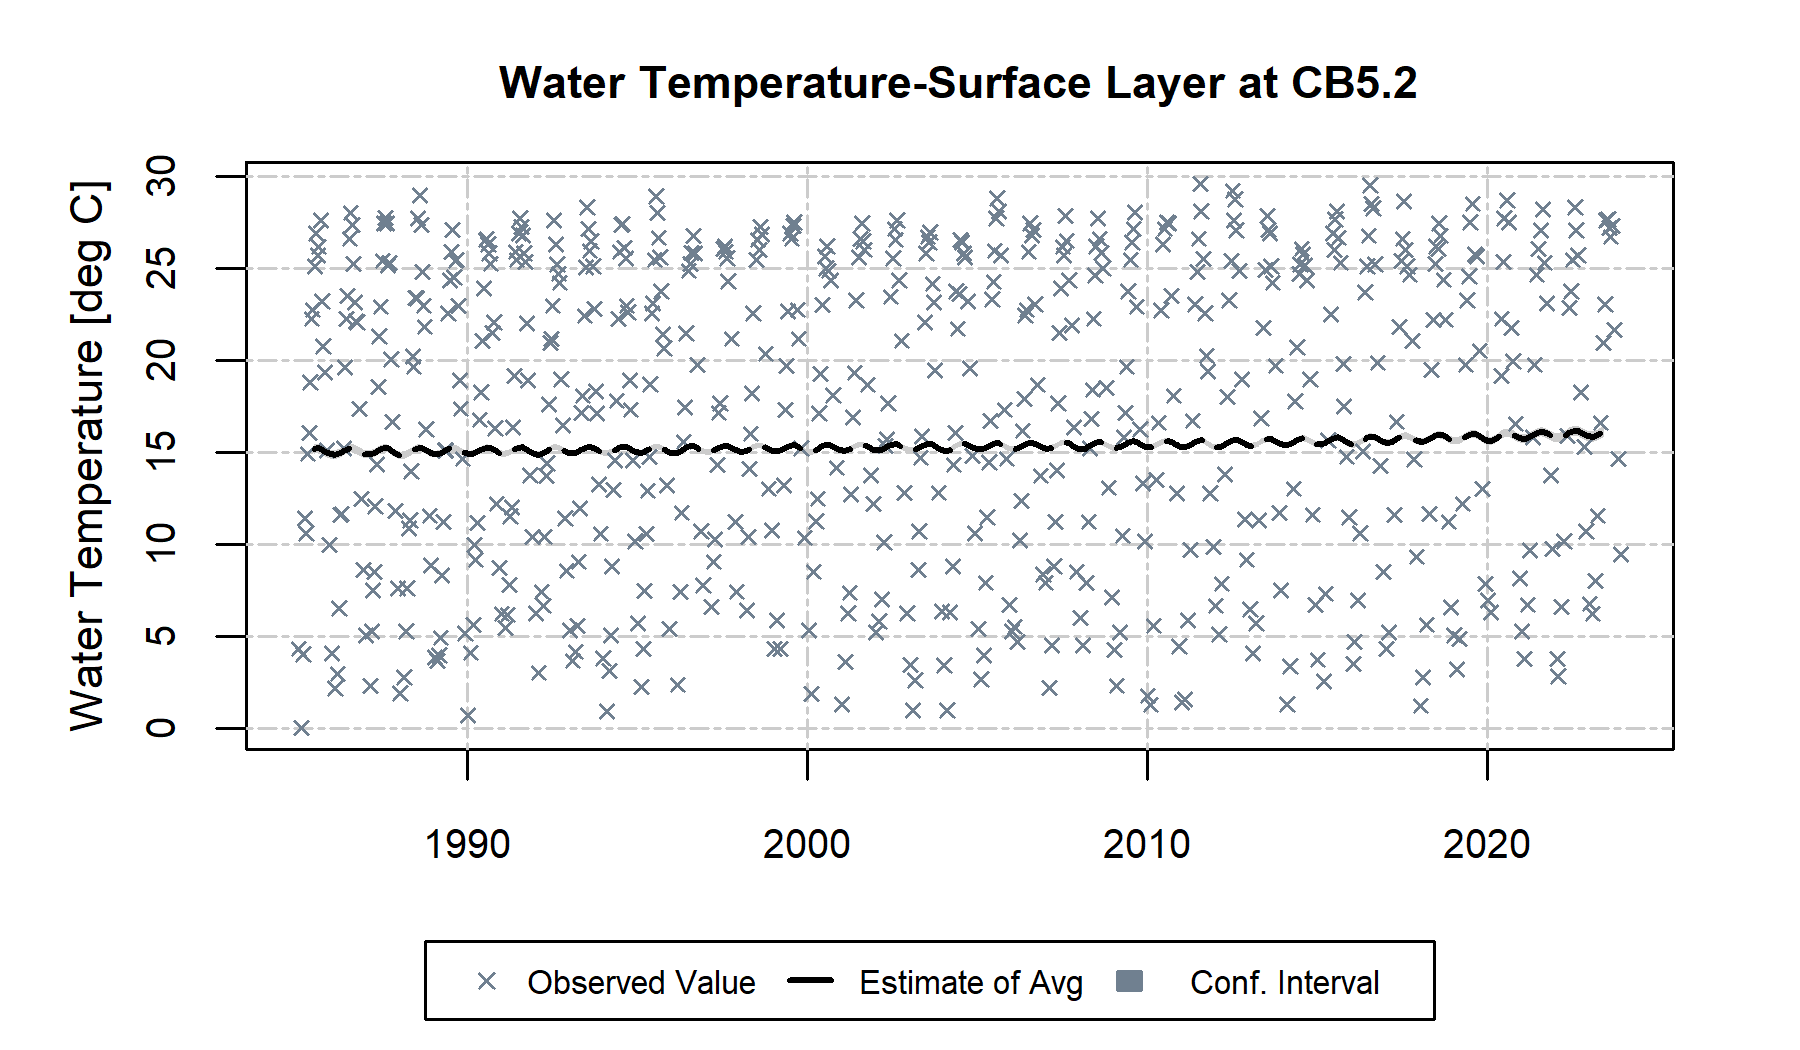 Water Temperature-Surface Layer at CB5.2
Water Temperature [deg C]
30
25
20
15
10
5
0
1990 2000 2010 2020
Observed Value Estimate of Avg Conf. Interval